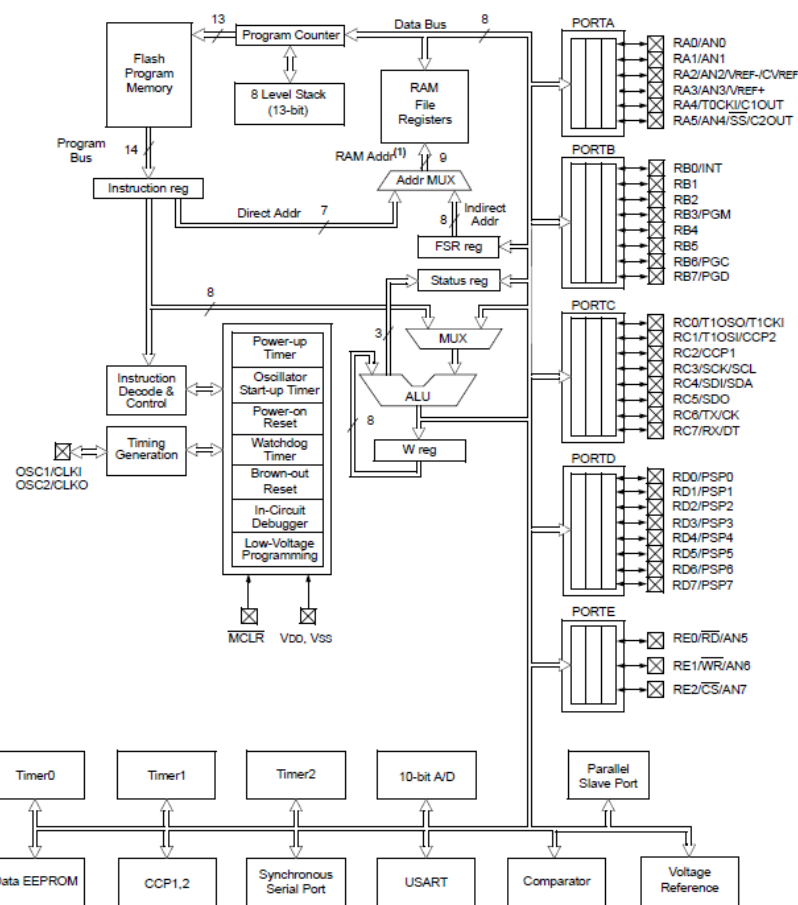 13
Data Bus
8
PORTA
Program Counter
Flash
Program
Memory
8 Level Stack
(13-bit)
RAM
File
Registers
RA0/AN0
RA1/AN1
RA2/AN2/VREF-/CVREF
RA3/AN3/VREF+
RA4/T0CKI/C1OUT
RA5/AN4/SS/C2OUT
Program
Bus
14
RAM Addr(1)
9
PORTB
Addr MUX
Instruction reg
Direct Addr
7
8
Indirect
Addr
FSR reg
RB0/INT
RB1
RB2
RB3/PGM
RB4
RB5
RB6/PGC
RB7/PGD
Status reg
8
3
MUX
PORTC
RC0/T1OSO/T1CKI
RC1/T1OSI/CCP2
RC2/CCP1
RC3/SCK/SCL
RC4/SDI/SDA
RC5/SDO
RC6/TX/CK
RC7/RX/DT
Power-up
Timer
Oscillator
Start-up Timer
Power-on
Reset
Watchdog
Timer
Brown-out
Reset
In-Circuit
Debugger
Low-Voltage
Programming
Instruction
Decode &
Control
Timing
Generation
OSC1/CLKI
OSC2/CLKO
ALU
8
W reg
PORTD
RD0/PSP0
RD1/PSP1
RD2/PSP2
RD3/PSP3
RD4/PSP4
RD5/PSP5
RD6/PSP6
RD7/PSP7
MCLR
VDD, VSS
PORTE
RE0/RD/AN5
RE1/WR/AN6
RE2/CS/AN7
Timer0
Timer1
Timer2
10-bit A/D
Parallel
Slave Port
Data EEPROM
CCP1,2
Synchronous
Serial Port
USART
Comparator
Voltage
Reference